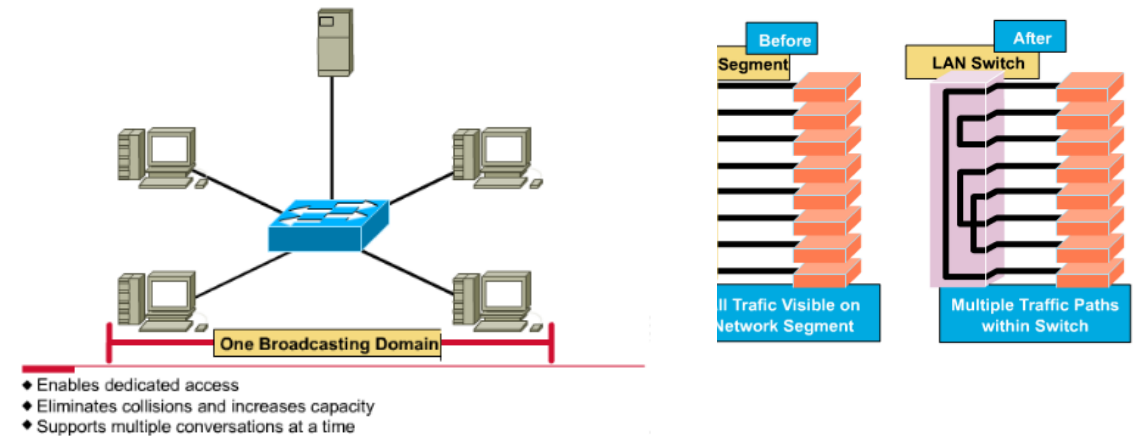 One Broadcasting Domain
◆ Enables dedicated access
◆ Eliminates collisions and increases capacity
◆ Supports multiple conversations at a time
Before
Segment
ll Trafic Visible on
Network Segment
After
LAN Switch
Multiple Traffic Paths
within Switch